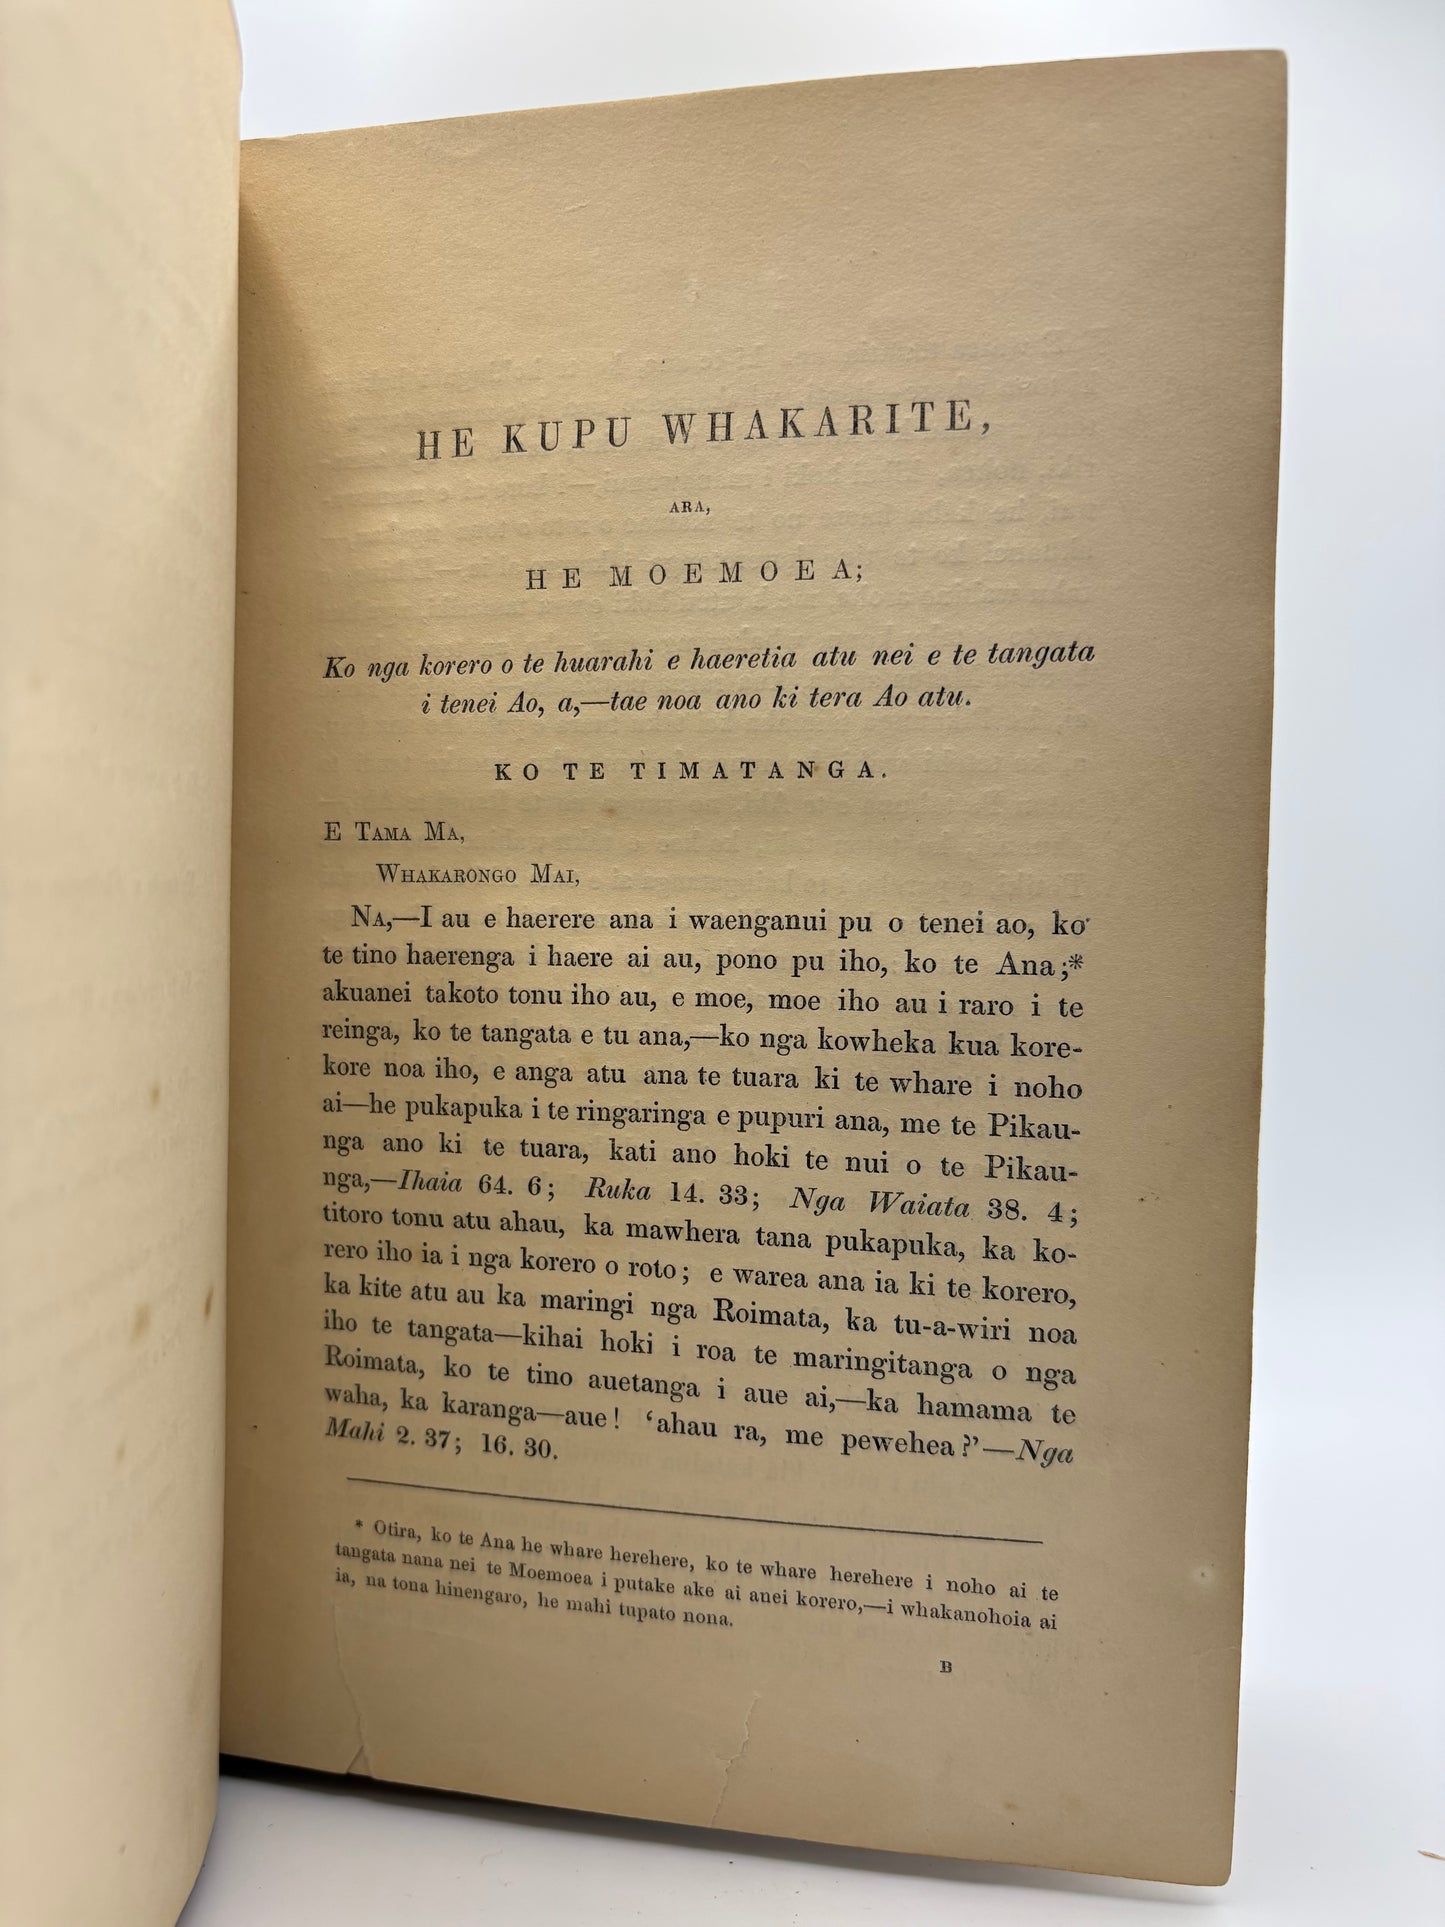 HE KUPU WHAKARITE,
ARA,
HE MOEMOEA;
Ko nga korero o te huarahi e haeretia atu nei e te tangata
i tenei Ao, a,—tae noa ano ki tera Ao atu.
KO TE TIMATANGA.
E TAMA MA,
WHAKARONGO MAI,
NA,—I au e haerere ana i waenganui pu o tenei ao, ko
te tino haerenga i haere ai au, pono pu iho, ko te Ana;*
akuanei takoto tonu iho au, e moe, moe iho au i raro i te
reinga, ko te tangata e tu ana,—ko nga kowheka kua kore-
kore noa iho, e anga atu ana te tuara ki te whare i noho
ai—he pukapuka i te ringaringa e pupuri ana, me te Pikau-
nga ano ki te tuara, kati ano hoki te nui o te Pikau-
nga,—Ihaia 64. 6; Ruka 14. 33; Nga Waiata 38. 4;
titoro tonu atu ahau, ka mawhera tana pukapuka, ka ko-
rero iho ia i nga korero o roto; e warea ana ia ki te korero,
ka kite atu au ka maringi nga Roimata, ka tu-a-wiri noa
iho te tangata—kihai hoki i roa te maringitanga o nga
Roimata, ko te tino auetanga i aue ai,—ka hamama te
waha, ka karanga—aue! ‘ahau ra, me pewehea?’—Nga
Mahi 2. 37; 16. 30.
* Otira, ko te Ana he whare herehere, ko te whare herehere i noho ai te
tangata nana nei te Moemoea i putake ake ai anei korero,—i whakanohoia ai
ia, na tona hinengaro, he mahi tupato nona.
B